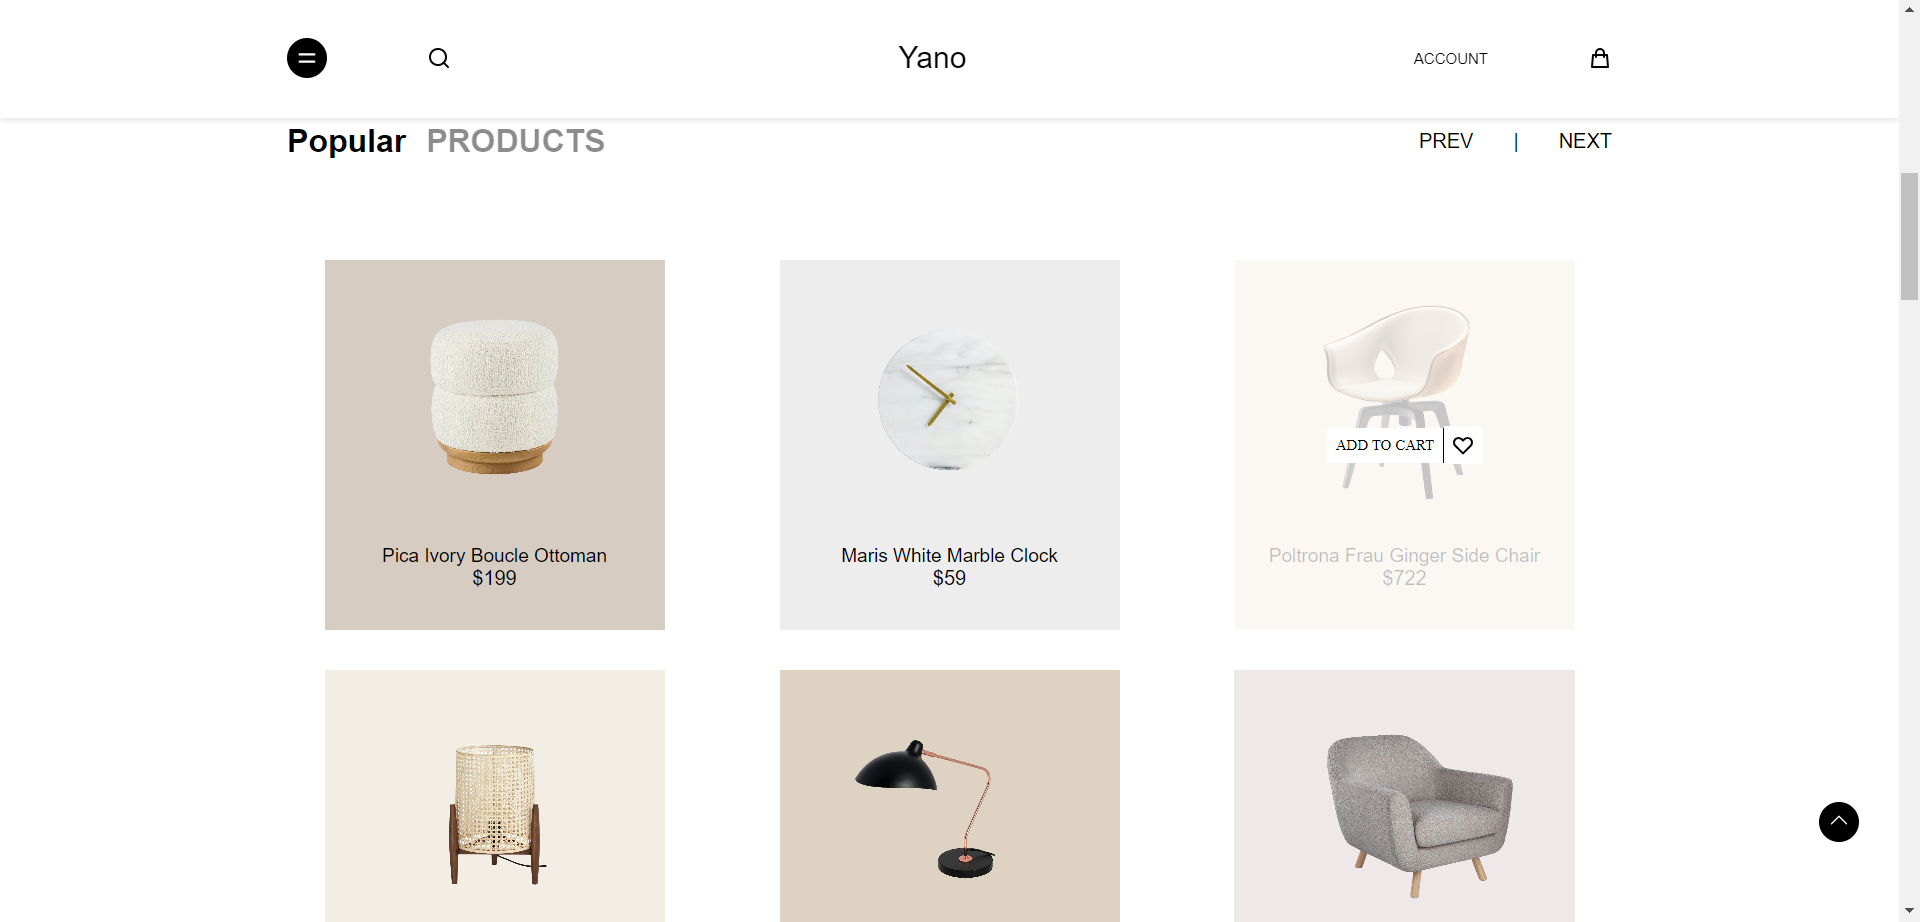 Yano
ACCOUNT
Popular PRODUCTS
PREV | NEXT
ADD TO CART
Pica Ivory Boucle Ottoman
$199
Maris White Marble Clock
$59
Poltrona Frau Ginger Side Chair
$722